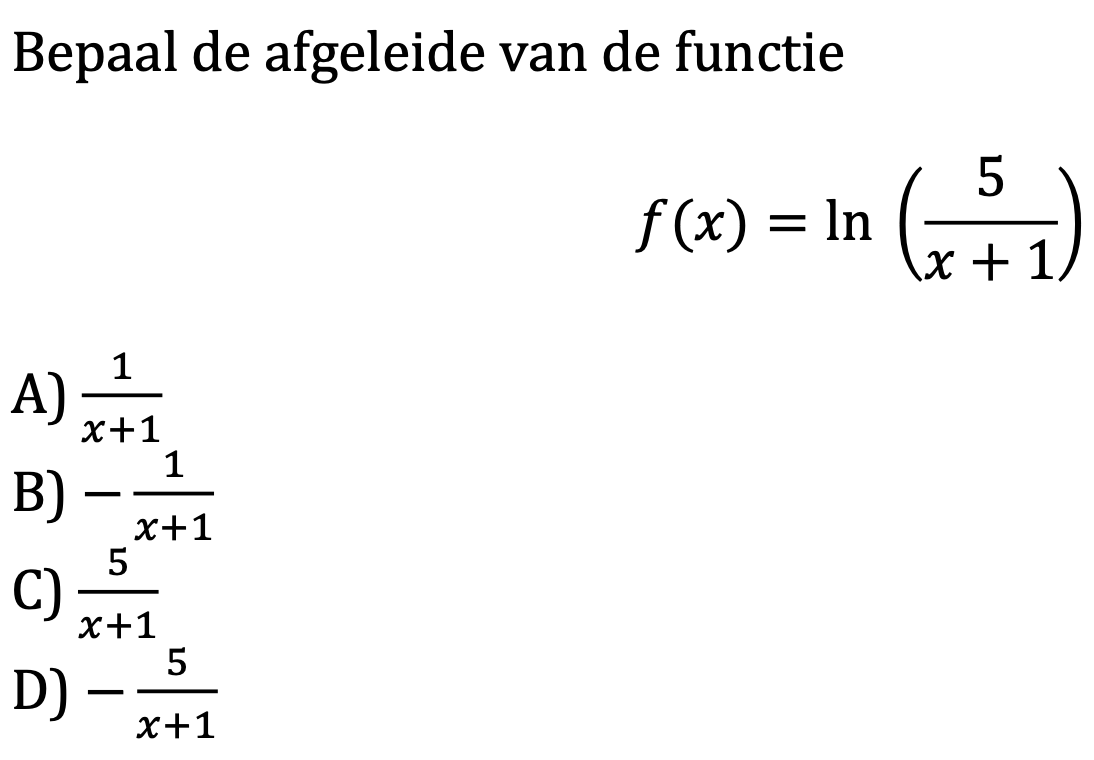 Bepaal de afgeleide van de functie
f(x) = ln (5/(x + 1))
A) 1/(x+1)
B) − 1/(x+1)
C) 5/(x+1)
D) − 5/(x+1)